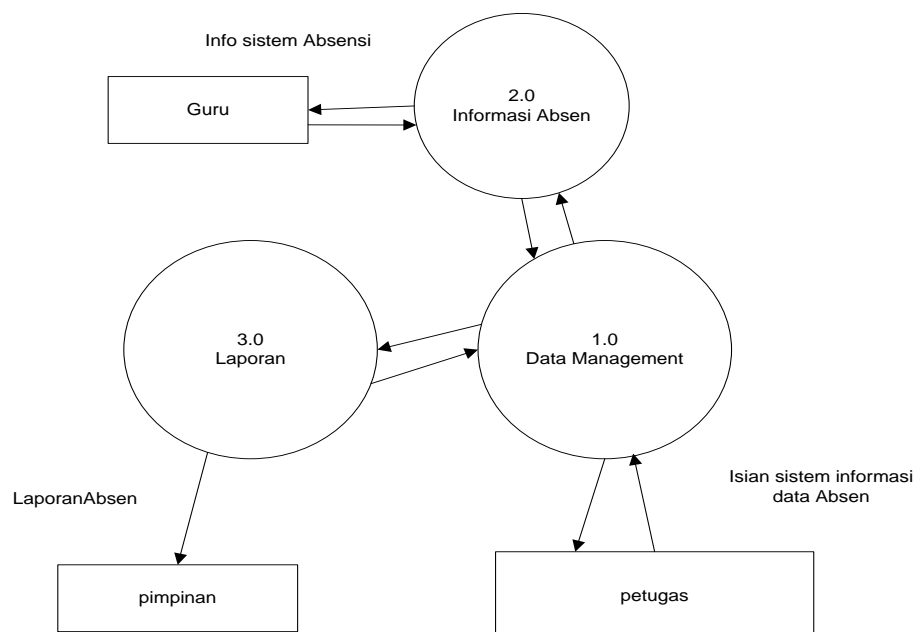 Info sistem Absensi
Guru
2.0
Informasi Absen
3.0
Laporan
1.0
Data Management
LaporanAbsen
Isian sistem informasi
data Absen
pimpinan
petugas